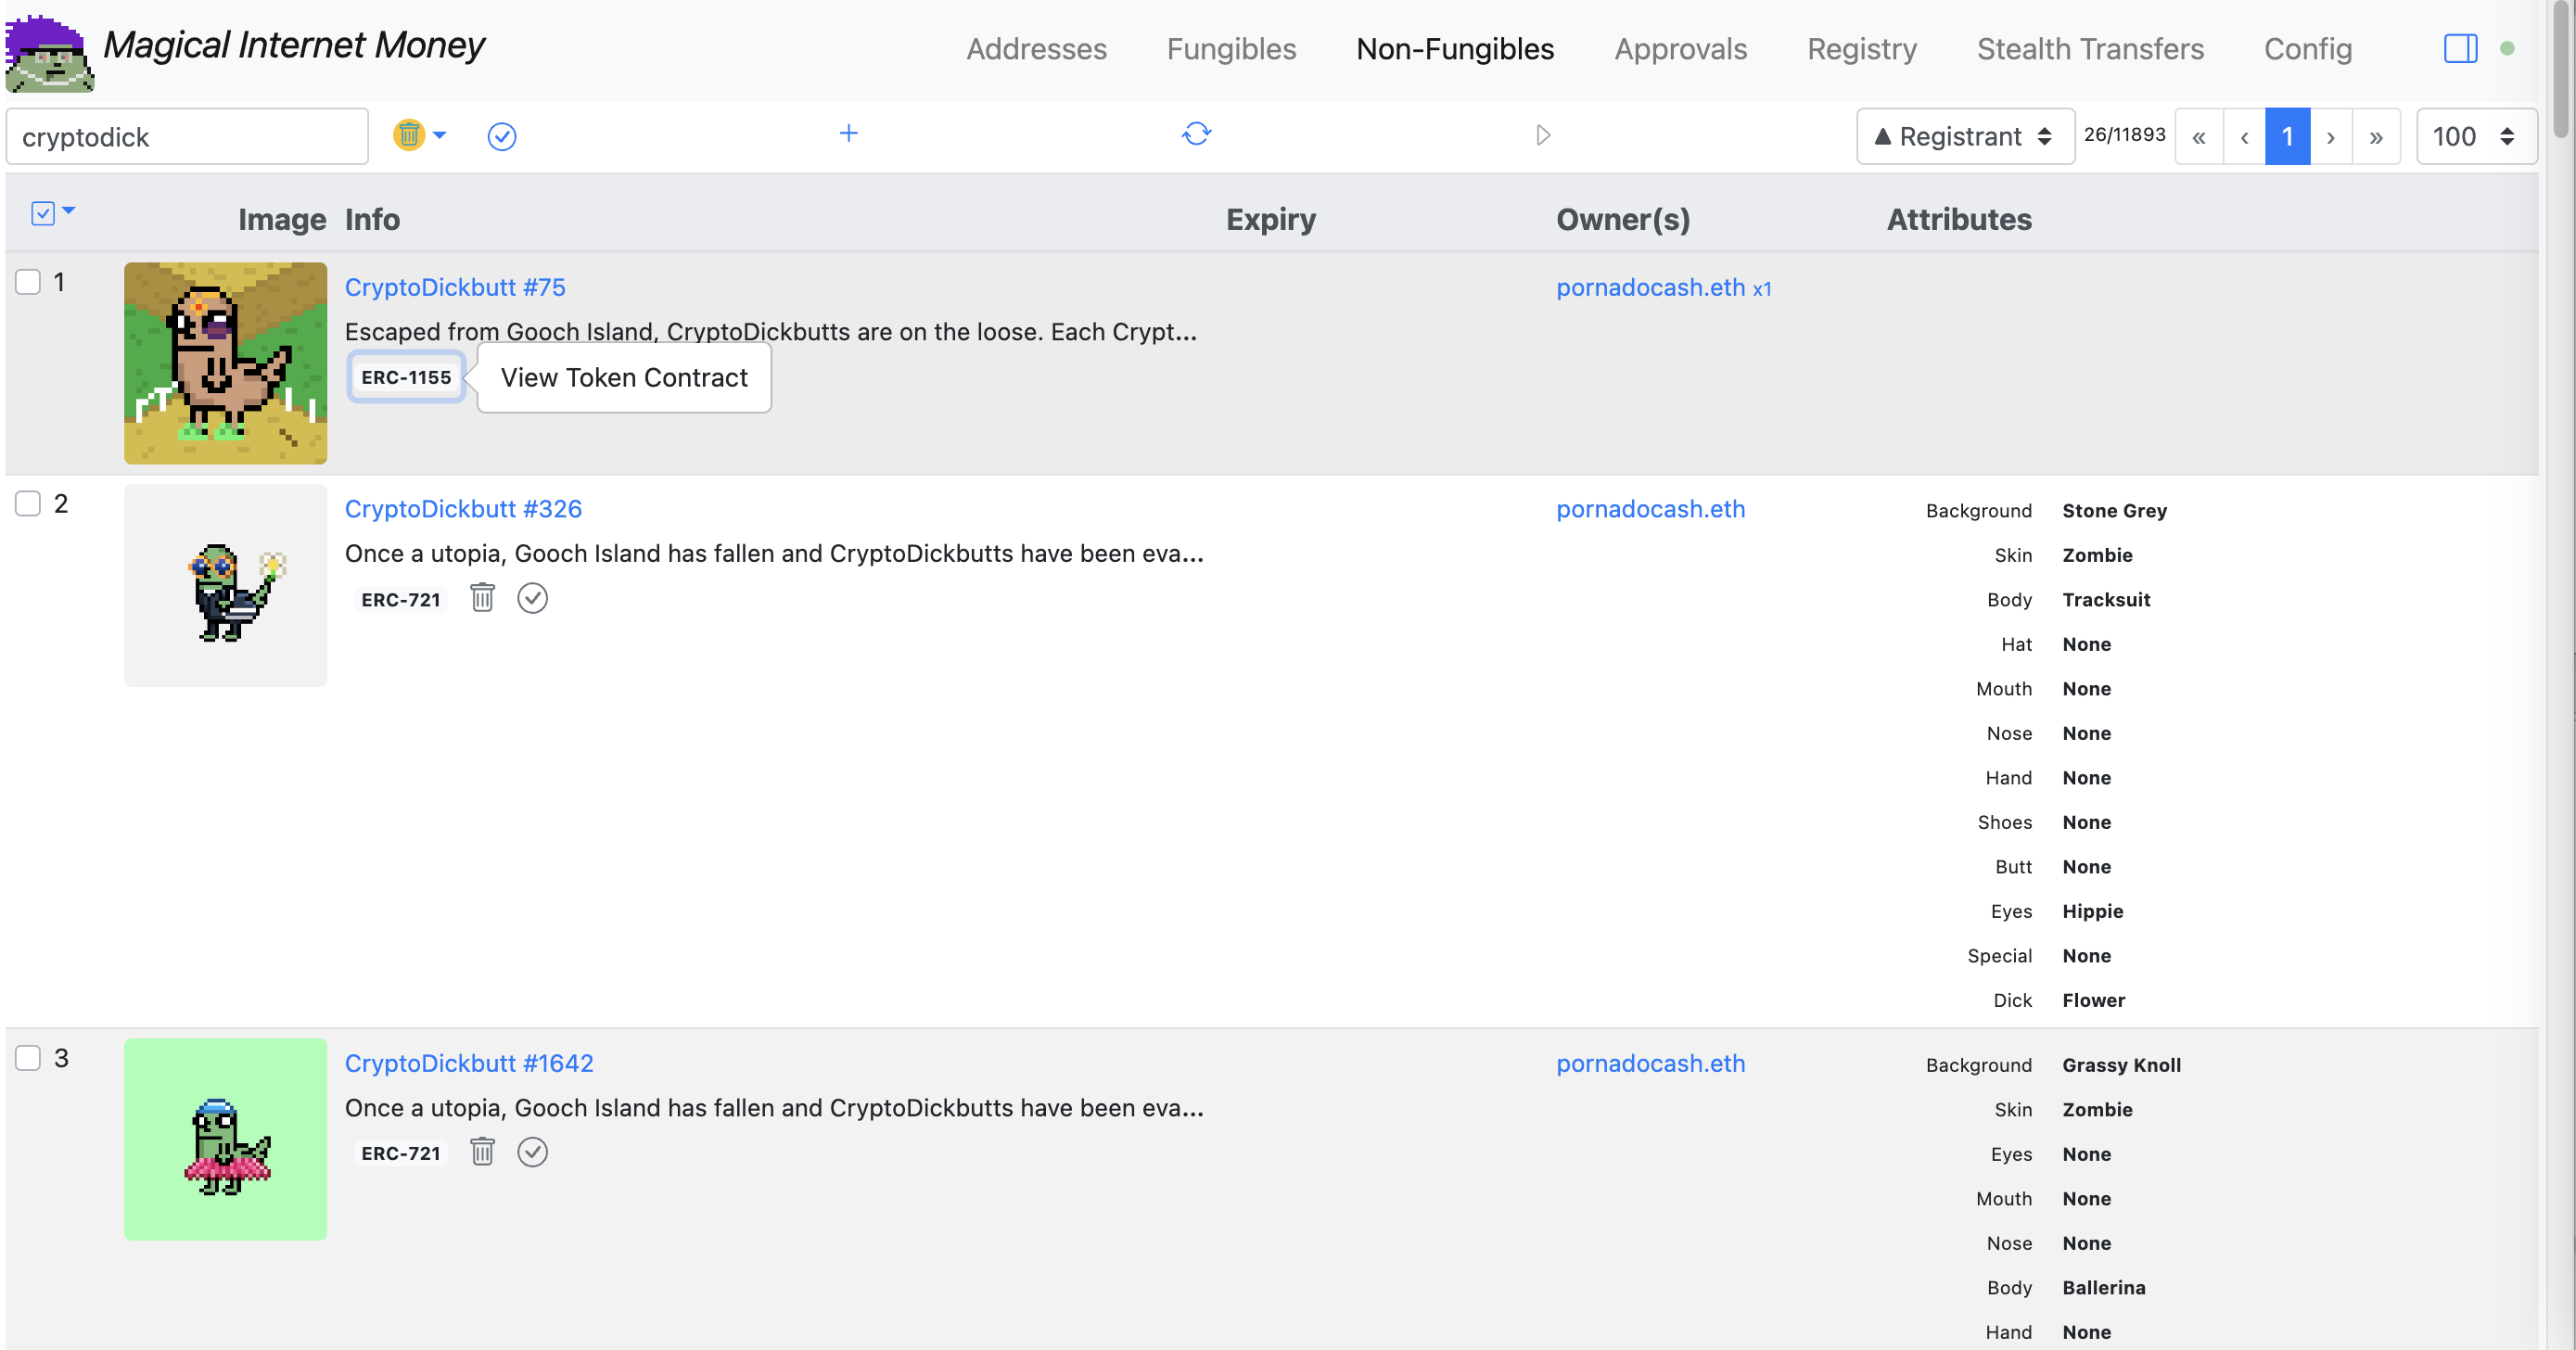 Magical Internet Money
Addresses Fungibles Non-Fungibles Approvals Registry Stealth Transfers Config
cryptodick
▲ Registrant 26/11893 « ‹ 1 › » 100
Image Info Expiry Owner(s) Attributes
1 CryptoDickbutt #75 pornadocash.eth x1
Escaped from Gooch Island, CryptoDickbutts are on the loose. Each Crypt...
ERC-1155 View Token Contract
2 CryptoDickbutt #326 pornadocash.eth Background Stone Grey
Once a utopia, Gooch Island has fallen and CryptoDickbutts have been eva... Skin Zombie
ERC-721 Body Tracksuit
Hat None
Mouth None
Nose None
Hand None
Shoes None
Butt None
Eyes Hippie
Special None
Dick Flower
3 CryptoDickbutt #1642 pornadocash.eth Background Grassy Knoll
Once a utopia, Gooch Island has fallen and CryptoDickbutts have been eva... Skin Zombie
ERC-721 Eyes None
Mouth None
Nose None
Body Ballerina
Hand None